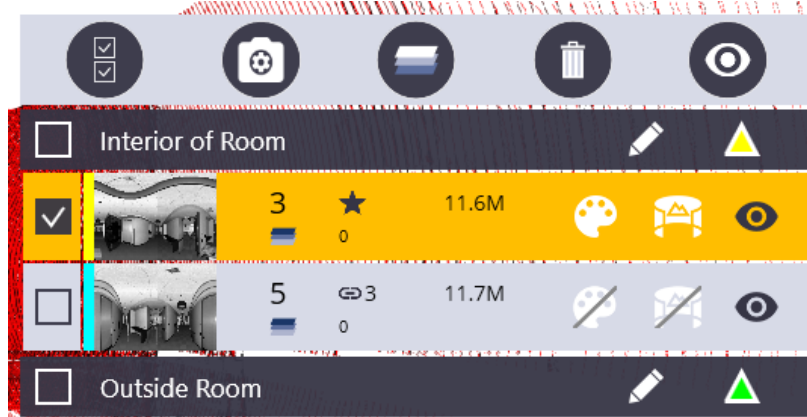 Interior of Room
3 11.6M
0
5 3 11.7M
0
Outside Room